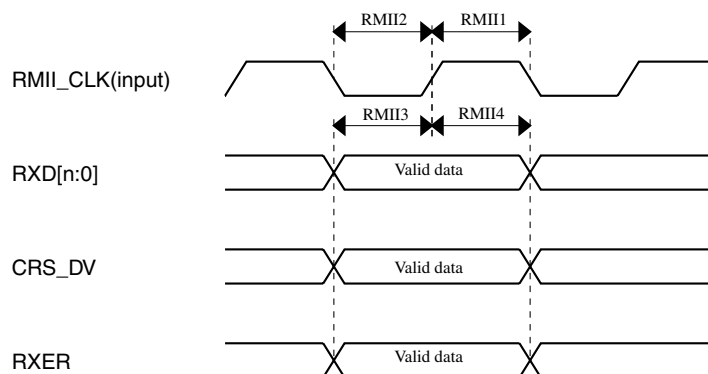 RMII2 RMII1
RMII_CLK(input)
RMII3 RMII4
RXD[n:0] Valid data
CRS_DV Valid data
RXER Valid data